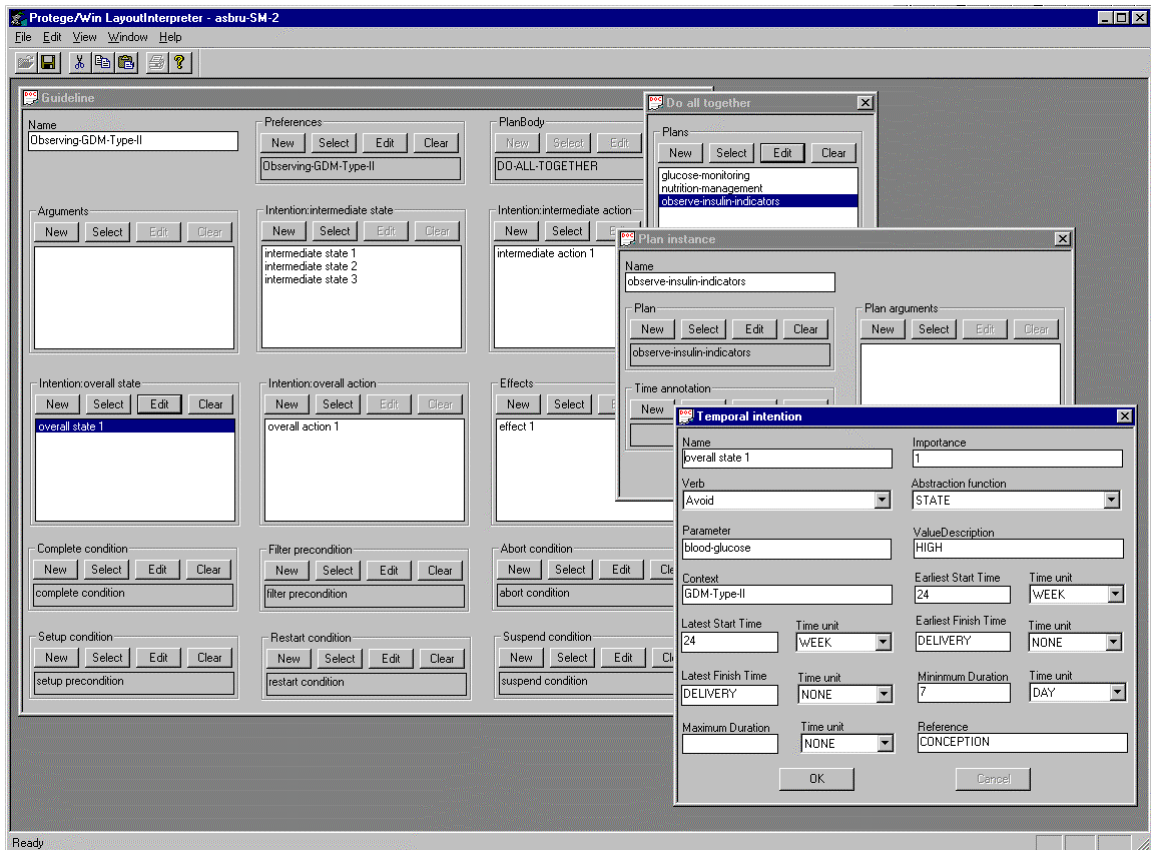 Protege/Win LayoutInterpreter - asbru-SM-2
File Edit View Window Help
Guideline
Name
Observing-GDM-Type-II
Preferences
New Select Edit Clear
Observing-GDM-Type-II
PlanBody
New Select Edit
DO-ALL-TOGETHER
Arguments
New Select Edit Clear
Intention:intermediate state
New Select Edit Clear
intermediate state 1
intermediate state 2
intermediate state 3
Intention:intermediate action
New Select
intermediate action 1
Intention:overall state
New Select Edit Clear
overall state 1
Intention:overall action
New Select Edit Clear
overall action 1
Effects
New Select
effect 1
Complete condition
New Select Edit Clear
complete condition
Filter precondition
New Select Edit Clear
filter precondition
Abort condition
New Select Edit Cle
abort condition
Setup condition
New Select Edit Clear
setup precondition
Restart condition
New Select Edit Clear
restart condition
Suspend condition
New Select Edit Cl
suspend condition
Do all together
Plans
New Select Edit Clear
glucose-monitoring
nutrition-management
observe-insulin-indicators
Plan instance
Name
observe-insulin-indicators
Plan
New Select Edit Clear
observe-insulin-indicators
Plan arguments
New Select Edit Clear
Time annotation
New
Temporal intention
Name Importance
overall state 1 1
Verb Abstraction function
Avoid STATE
Parameter ValueDescription
blood-glucose HIGH
Context Earliest Start Time Time unit
GDM-Type-II 24 WEEK
Latest Start Time Time unit Earliest Finish Time Time unit
24 WEEK DELIVERY NONE
Latest Finish Time Time unit Mininmum Duration Time unit
DELIVERY NONE 7 DAY
Maximum Duration Time unit Reference
NONE CONCEPTION
OK Cancel
Ready